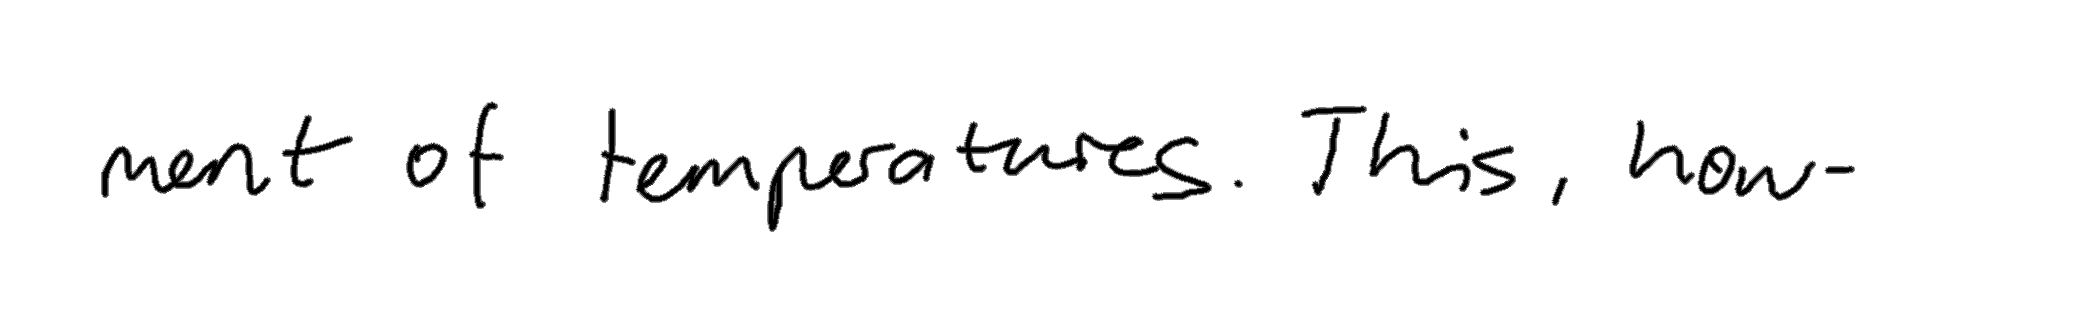 ment of temperatures. This, how-